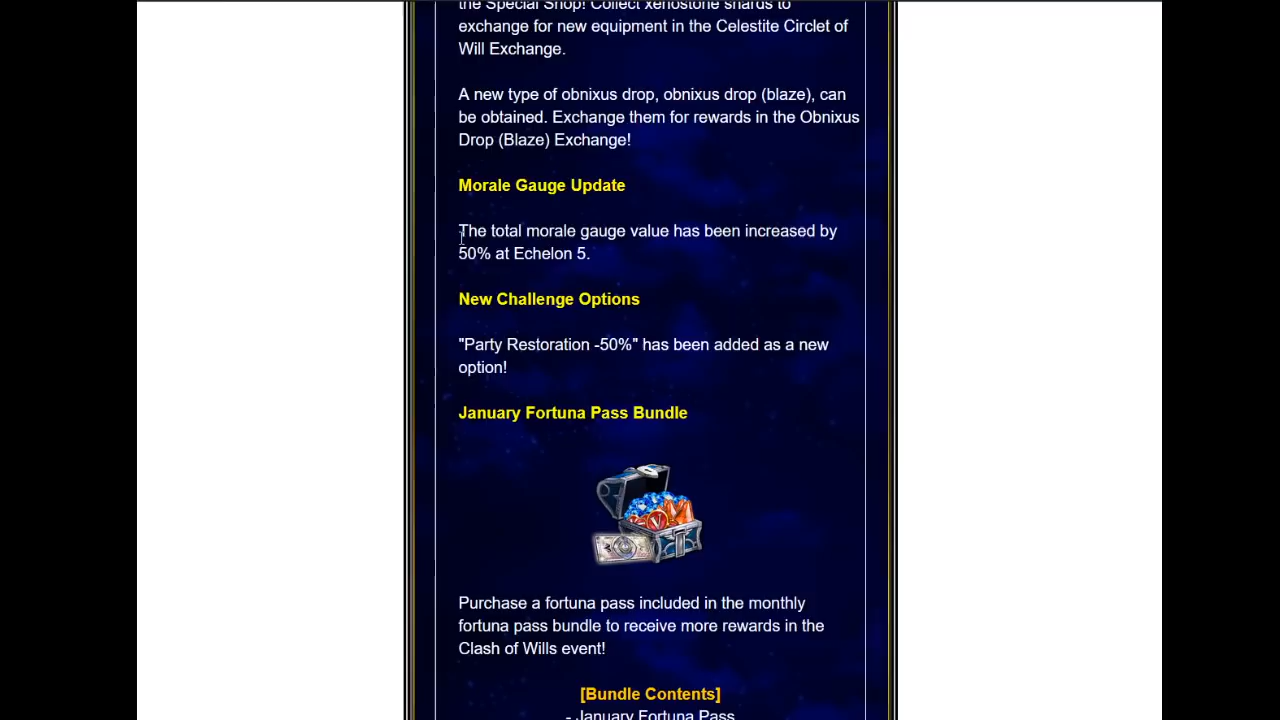 the Special Shop! Collect xenostone shards to
exchange for new equipment in the Celestite Circlet of
Will Exchange.
A new type of obnixus drop, obnixus drop (blaze), can
be obtained. Exchange them for rewards in the Obnixus
Drop (Blaze) Exchange!
Morale Gauge Update
The total morale gauge value has been increased by
50% at Echelon 5.
New Challenge Options
"Party Restoration -50%" has been added as a new
option!
January Fortuna Pass Bundle
Purchase a fortuna pass included in the monthly
fortuna pass bundle to receive more rewards in the
Clash of Wills event!
[Bundle Contents]
- January Fortuna Pass